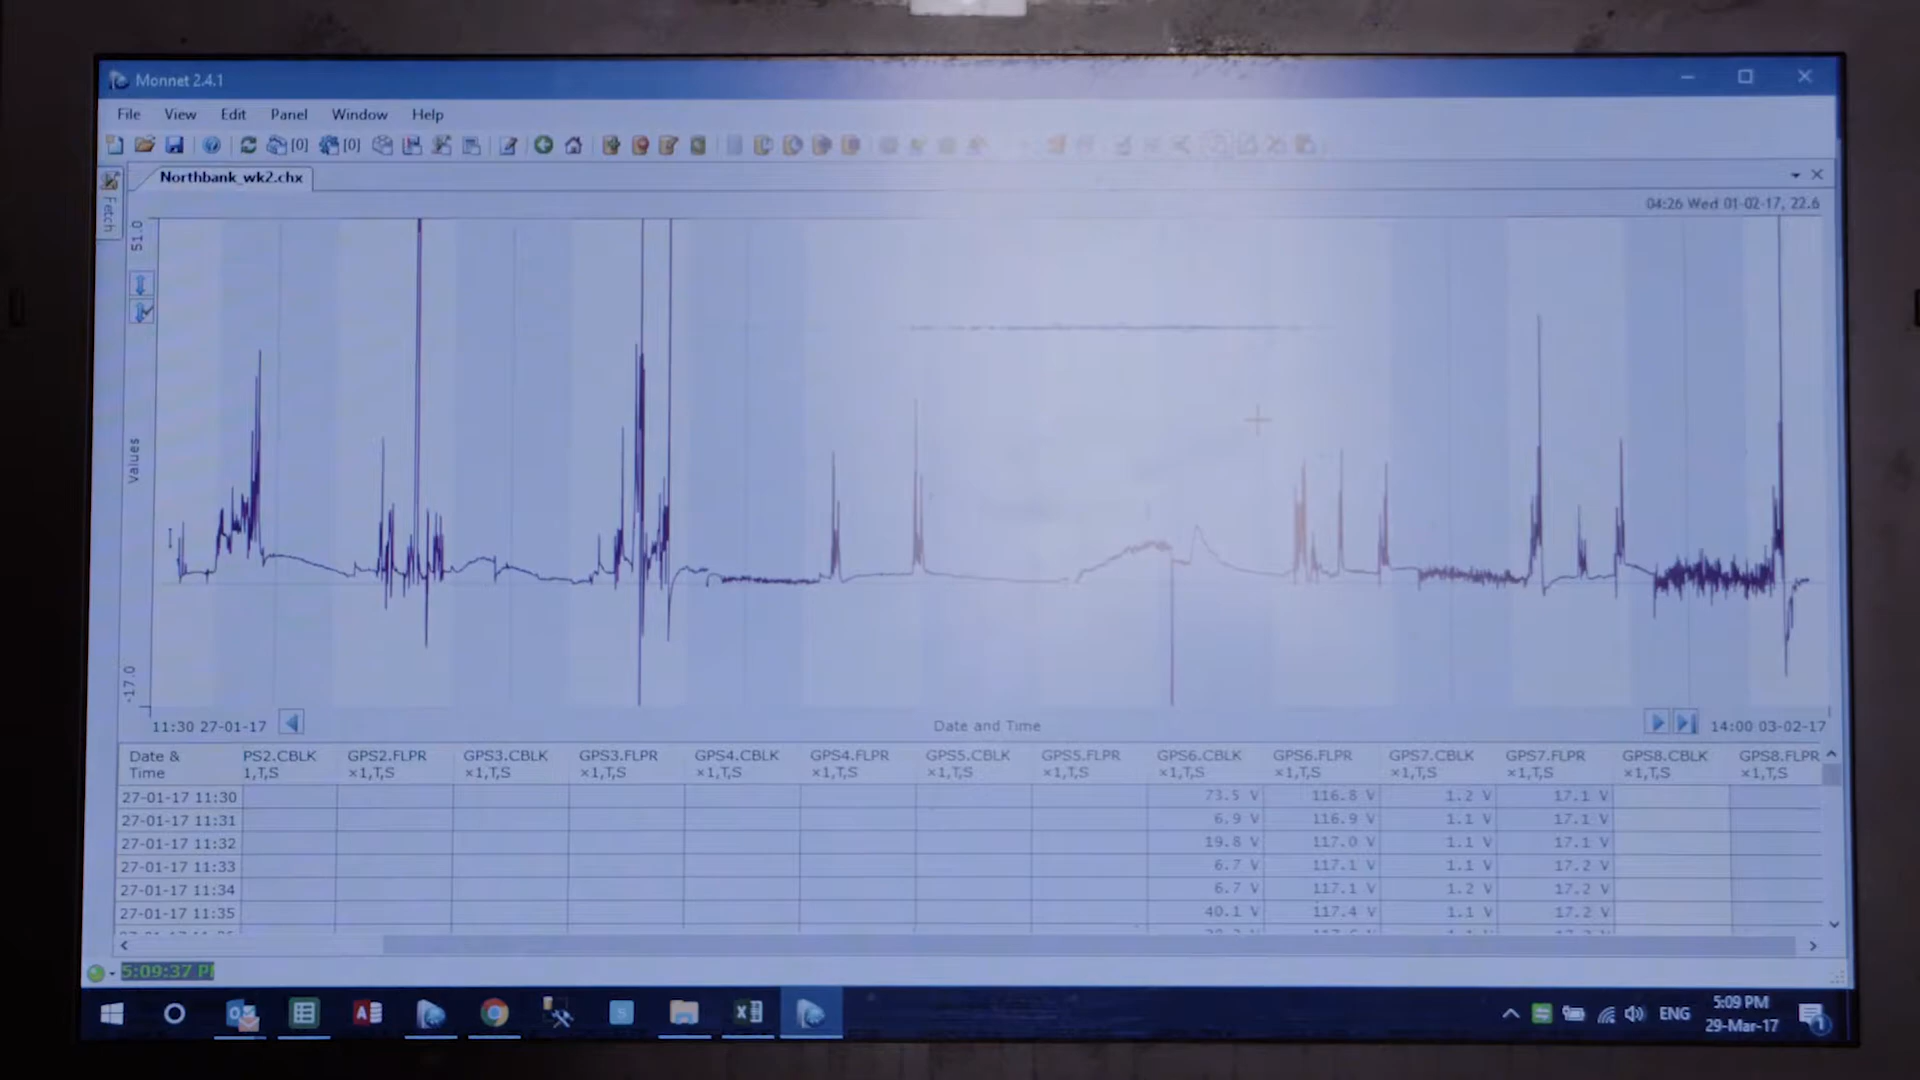 Monnet 2.4.1
File View Edit Panel Window Help
[0] [0]
Northbank_wk2.chx
Fetch
04:26 Wed 01-02-17, 22.6
51.0
Values
-17.0
11:30 27-01-17
Date and Time
14:00 03-02-17
Date & Time PS2.CBLK 1,T,S GPS2.FLPR ×1,T,S GPS3.CBLK ×1,T,S GPS3.FLPR ×1,T,S GPS4.CBLK ×1,T,S GPS4.FLPR ×1,T,S GPS5.CBLK ×1,T,S GPS5.FLPR ×1,T,S GPS6.CBLK ×1,T,S GPS6.FLPR ×1,T,S GPS7.CBLK ×1,T,S GPS7.FLPR ×1,T,S GPS8.CBLK ×1,T,S GPS8.FLPR ×1,T,S
27-01-17 11:30 73.5 V 116.8 V 1.2 V 17.1 V
27-01-17 11:31 6.9 V 116.9 V 1.1 V 17.1 V
27-01-17 11:32 19.8 V 117.0 V 1.1 V 17.1 V
27-01-17 11:33 6.7 V 117.1 V 1.1 V 17.2 V
27-01-17 11:34 6.7 V 117.1 V 1.2 V 17.2 V
27-01-17 11:35 40.1 V 117.4 V 1.1 V 17.2 V
5:09:37 P
ENG
5:09 PM
29-Mar-17
1